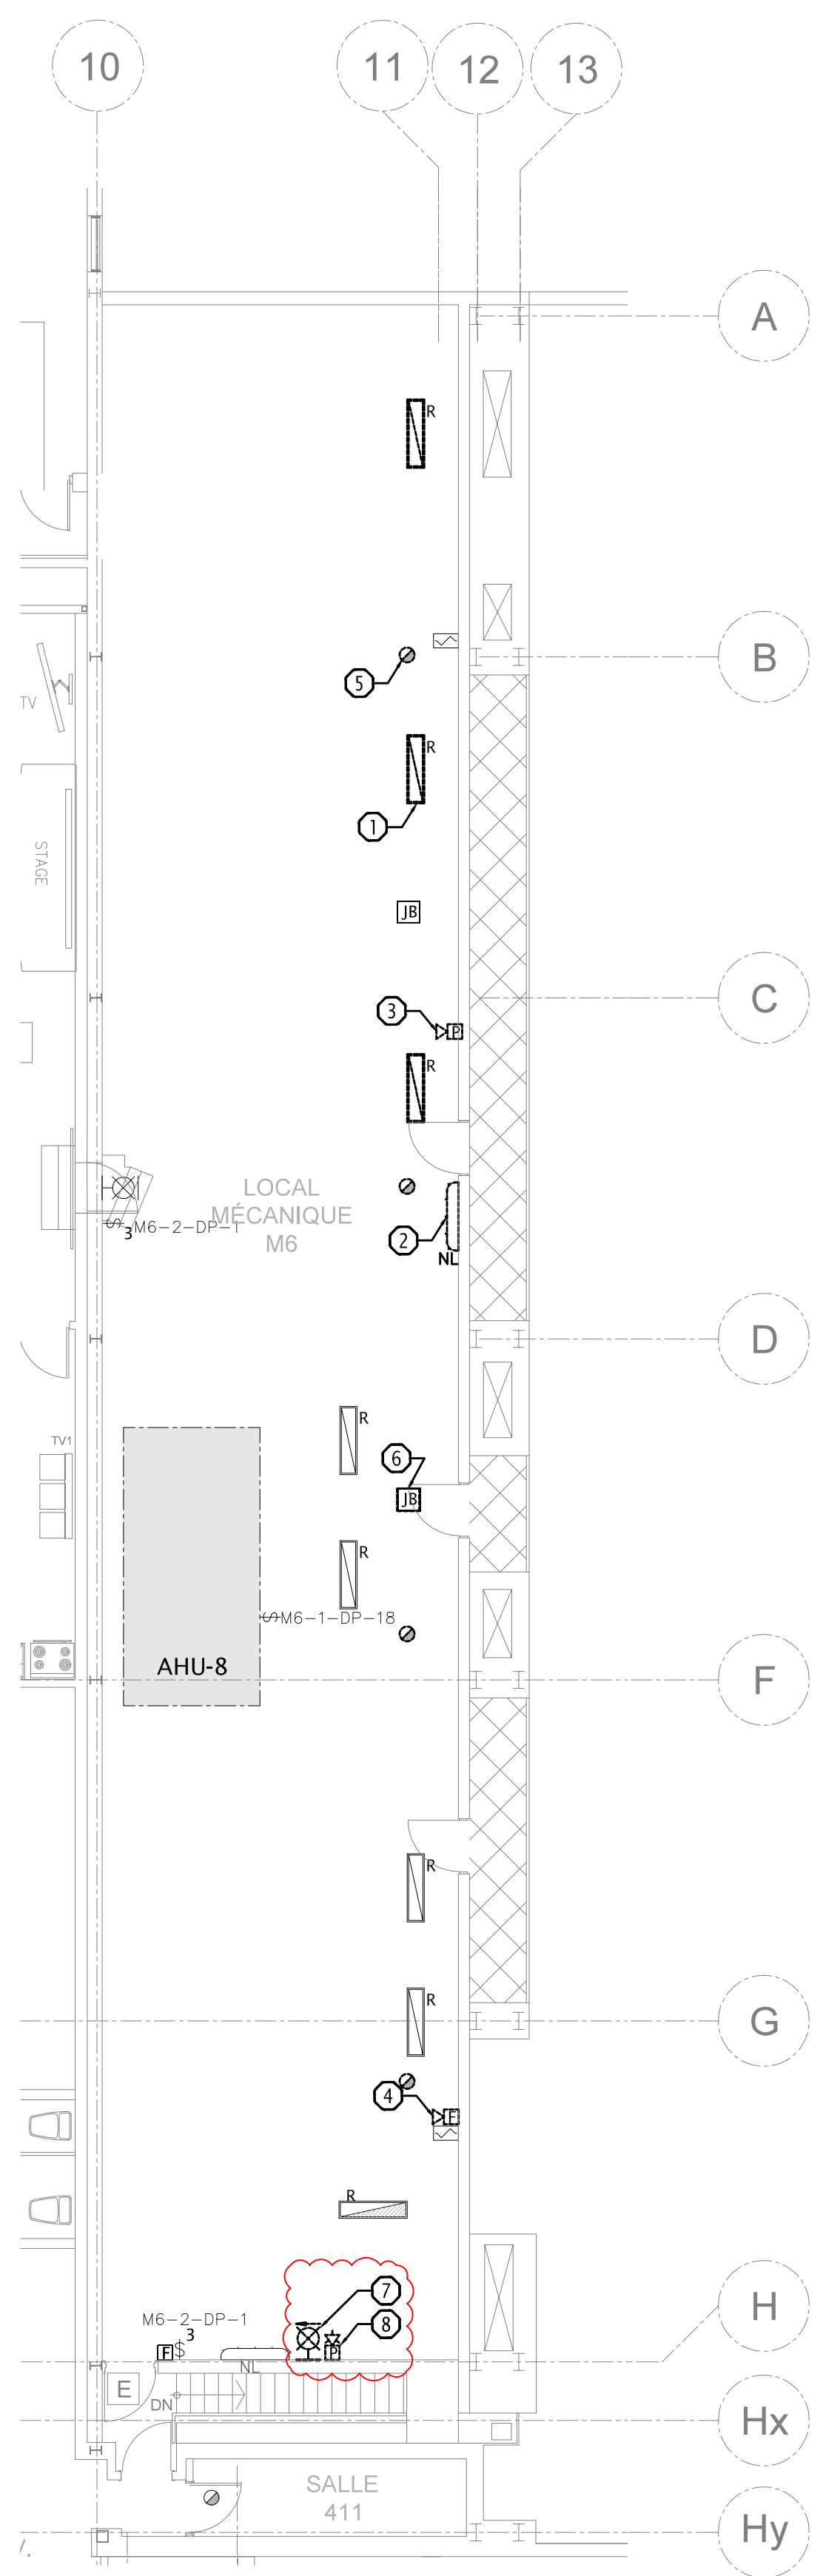 10
11
12
13
A
R
B
5
TV
R
1
STAGE
JB
C
3
P
R
LOCAL
MÉCANIQUE
M6
M6-2-DP-1
3
2
NL
D
R
TV1
6
JB
R
M6-1-DP-18
AHU-8
F
R
R
G
4
F
R
7
H
M6-2-DP-1
3
8
F
$
P
NL
E
DN
Hx
SALLE
411
Hy